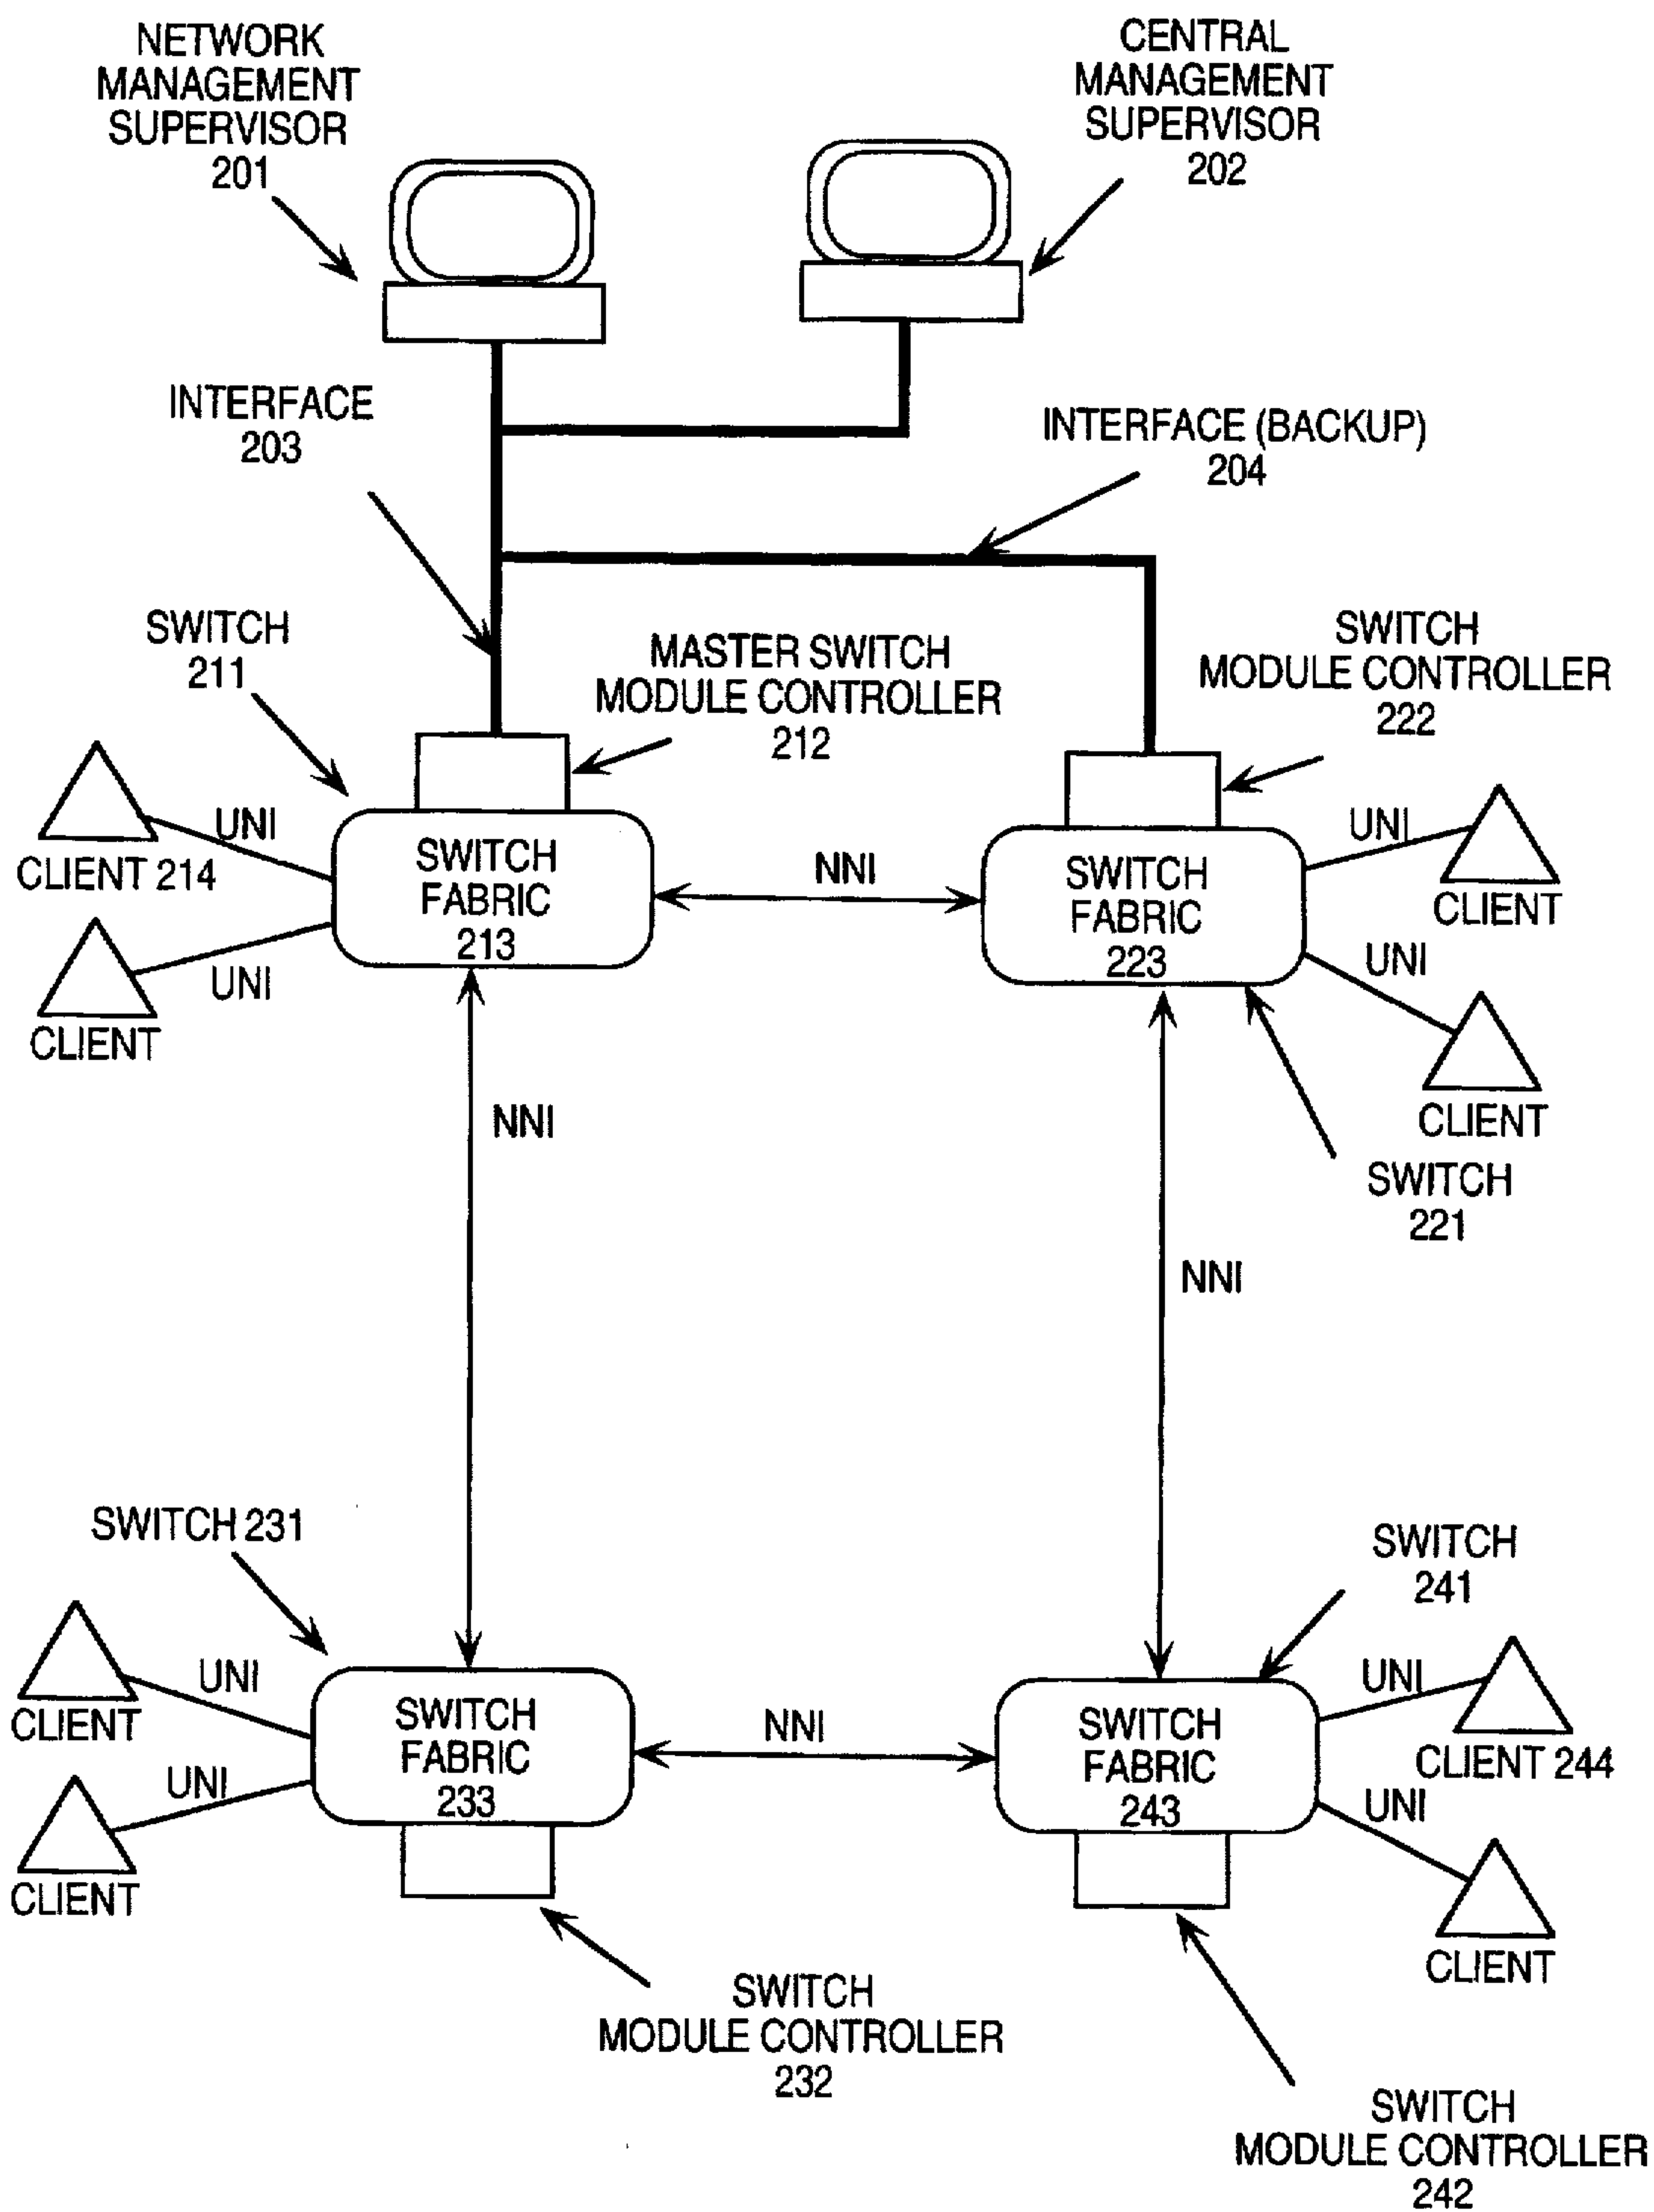 NETWORK
MANAGEMENT
SUPERVISOR
201
CENTRAL
MANAGEMENT
SUPERVISOR
202
INTERFACE
203
INTERFACE (BACKUP)
204
SWITCH
211
MASTER SWITCH
MODULE CONTROLLER
212
SWITCH
MODULE CONTROLLER
222
UNI
CLIENT 214
SWITCH
FABRIC
213
NNI
SWITCH
FABRIC
223
UNI
CLIENT
UNI
CLIENT
UNI
CLIENT
NNI
SWITCH
221
NNI
SWITCH 231
SWITCH
241
UNI
CLIENT
UNI
CLIENT
SWITCH
FABRIC
233
NNI
SWITCH
FABRIC
243
UNI
CLIENT 244
UNI
CLIENT
SWITCH
MODULE CONTROLLER
232
SWITCH
MODULE CONTROLLER
242